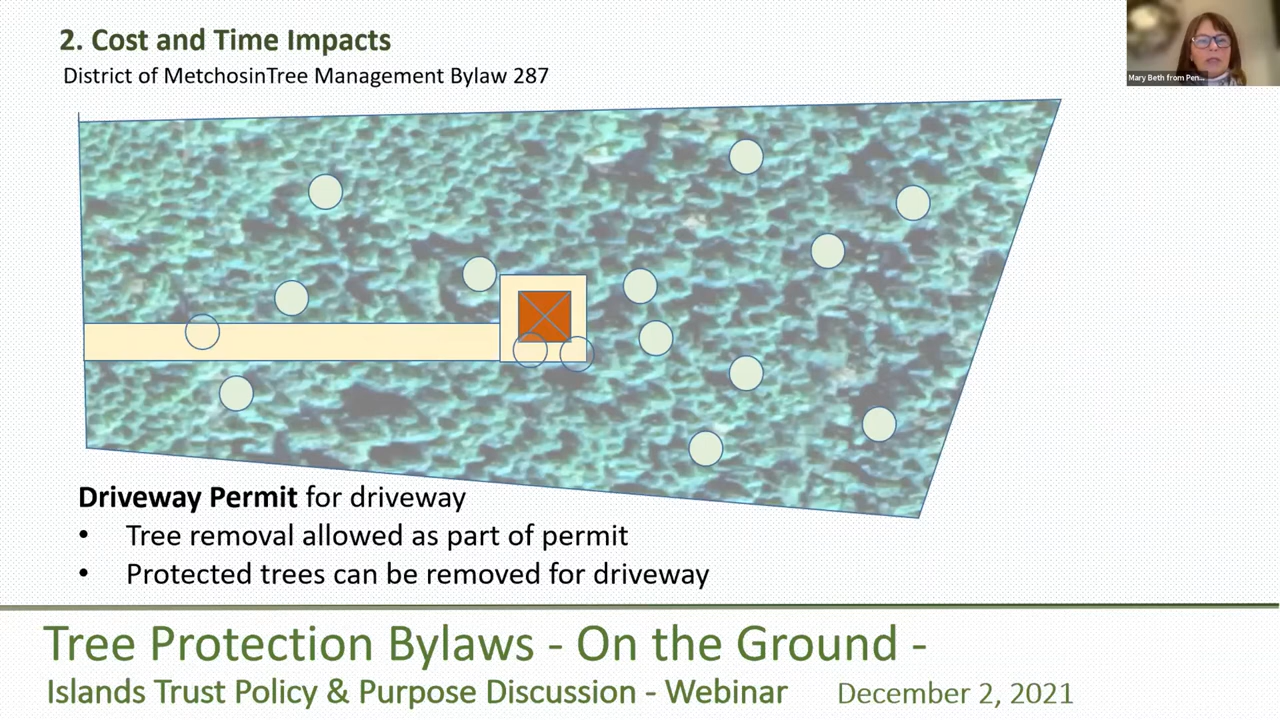 2. Cost and Time Impacts
District of MetchosinTree Management Bylaw 287
Mary Beth from Pen...
Driveway Permit for driveway
• Tree removal allowed as part of permit
• Protected trees can be removed for driveway
Tree Protection Bylaws - On the Ground -
Islands Trust Policy & Purpose Discussion - Webinar December 2, 2021